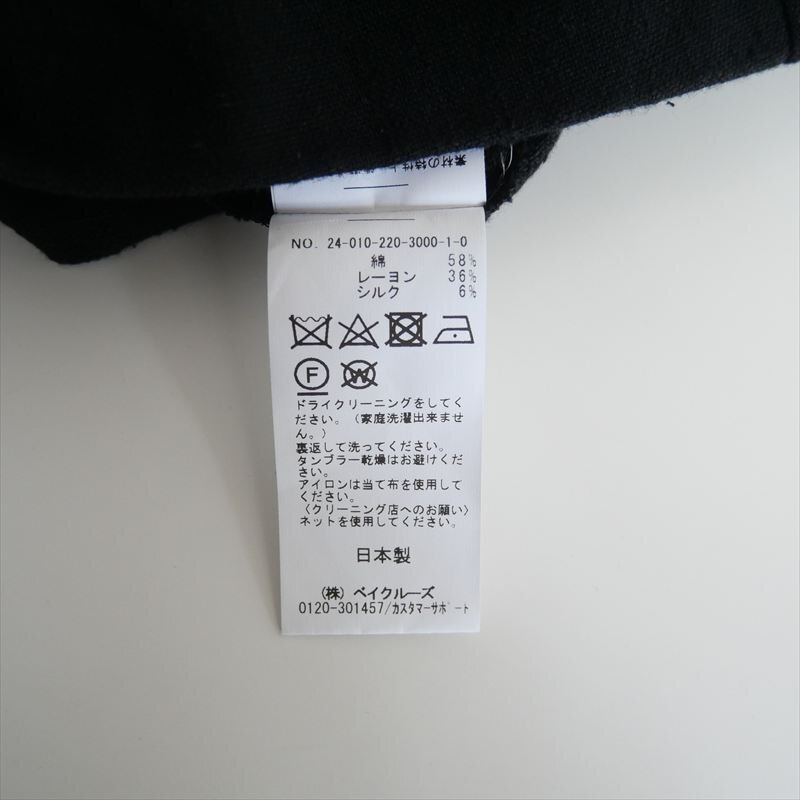 素材の特性上
NO. 24-010-220-3000-1-0
綿 58%
レーヨン 36%
シルク 6%
F
W
ドライクリーニングをしてく
ださい。(家庭洗濯出来ませ
ん。)
裏返して洗ってください。
タンブラー乾燥はお避けくだ
さい。
アイロンは当て布を使用して
ください。
〈クリーニング店へのお願い〉
ネットを使用してください。
日本製
(株) ベイクルーズ
0120-301457/カスタマーサポート